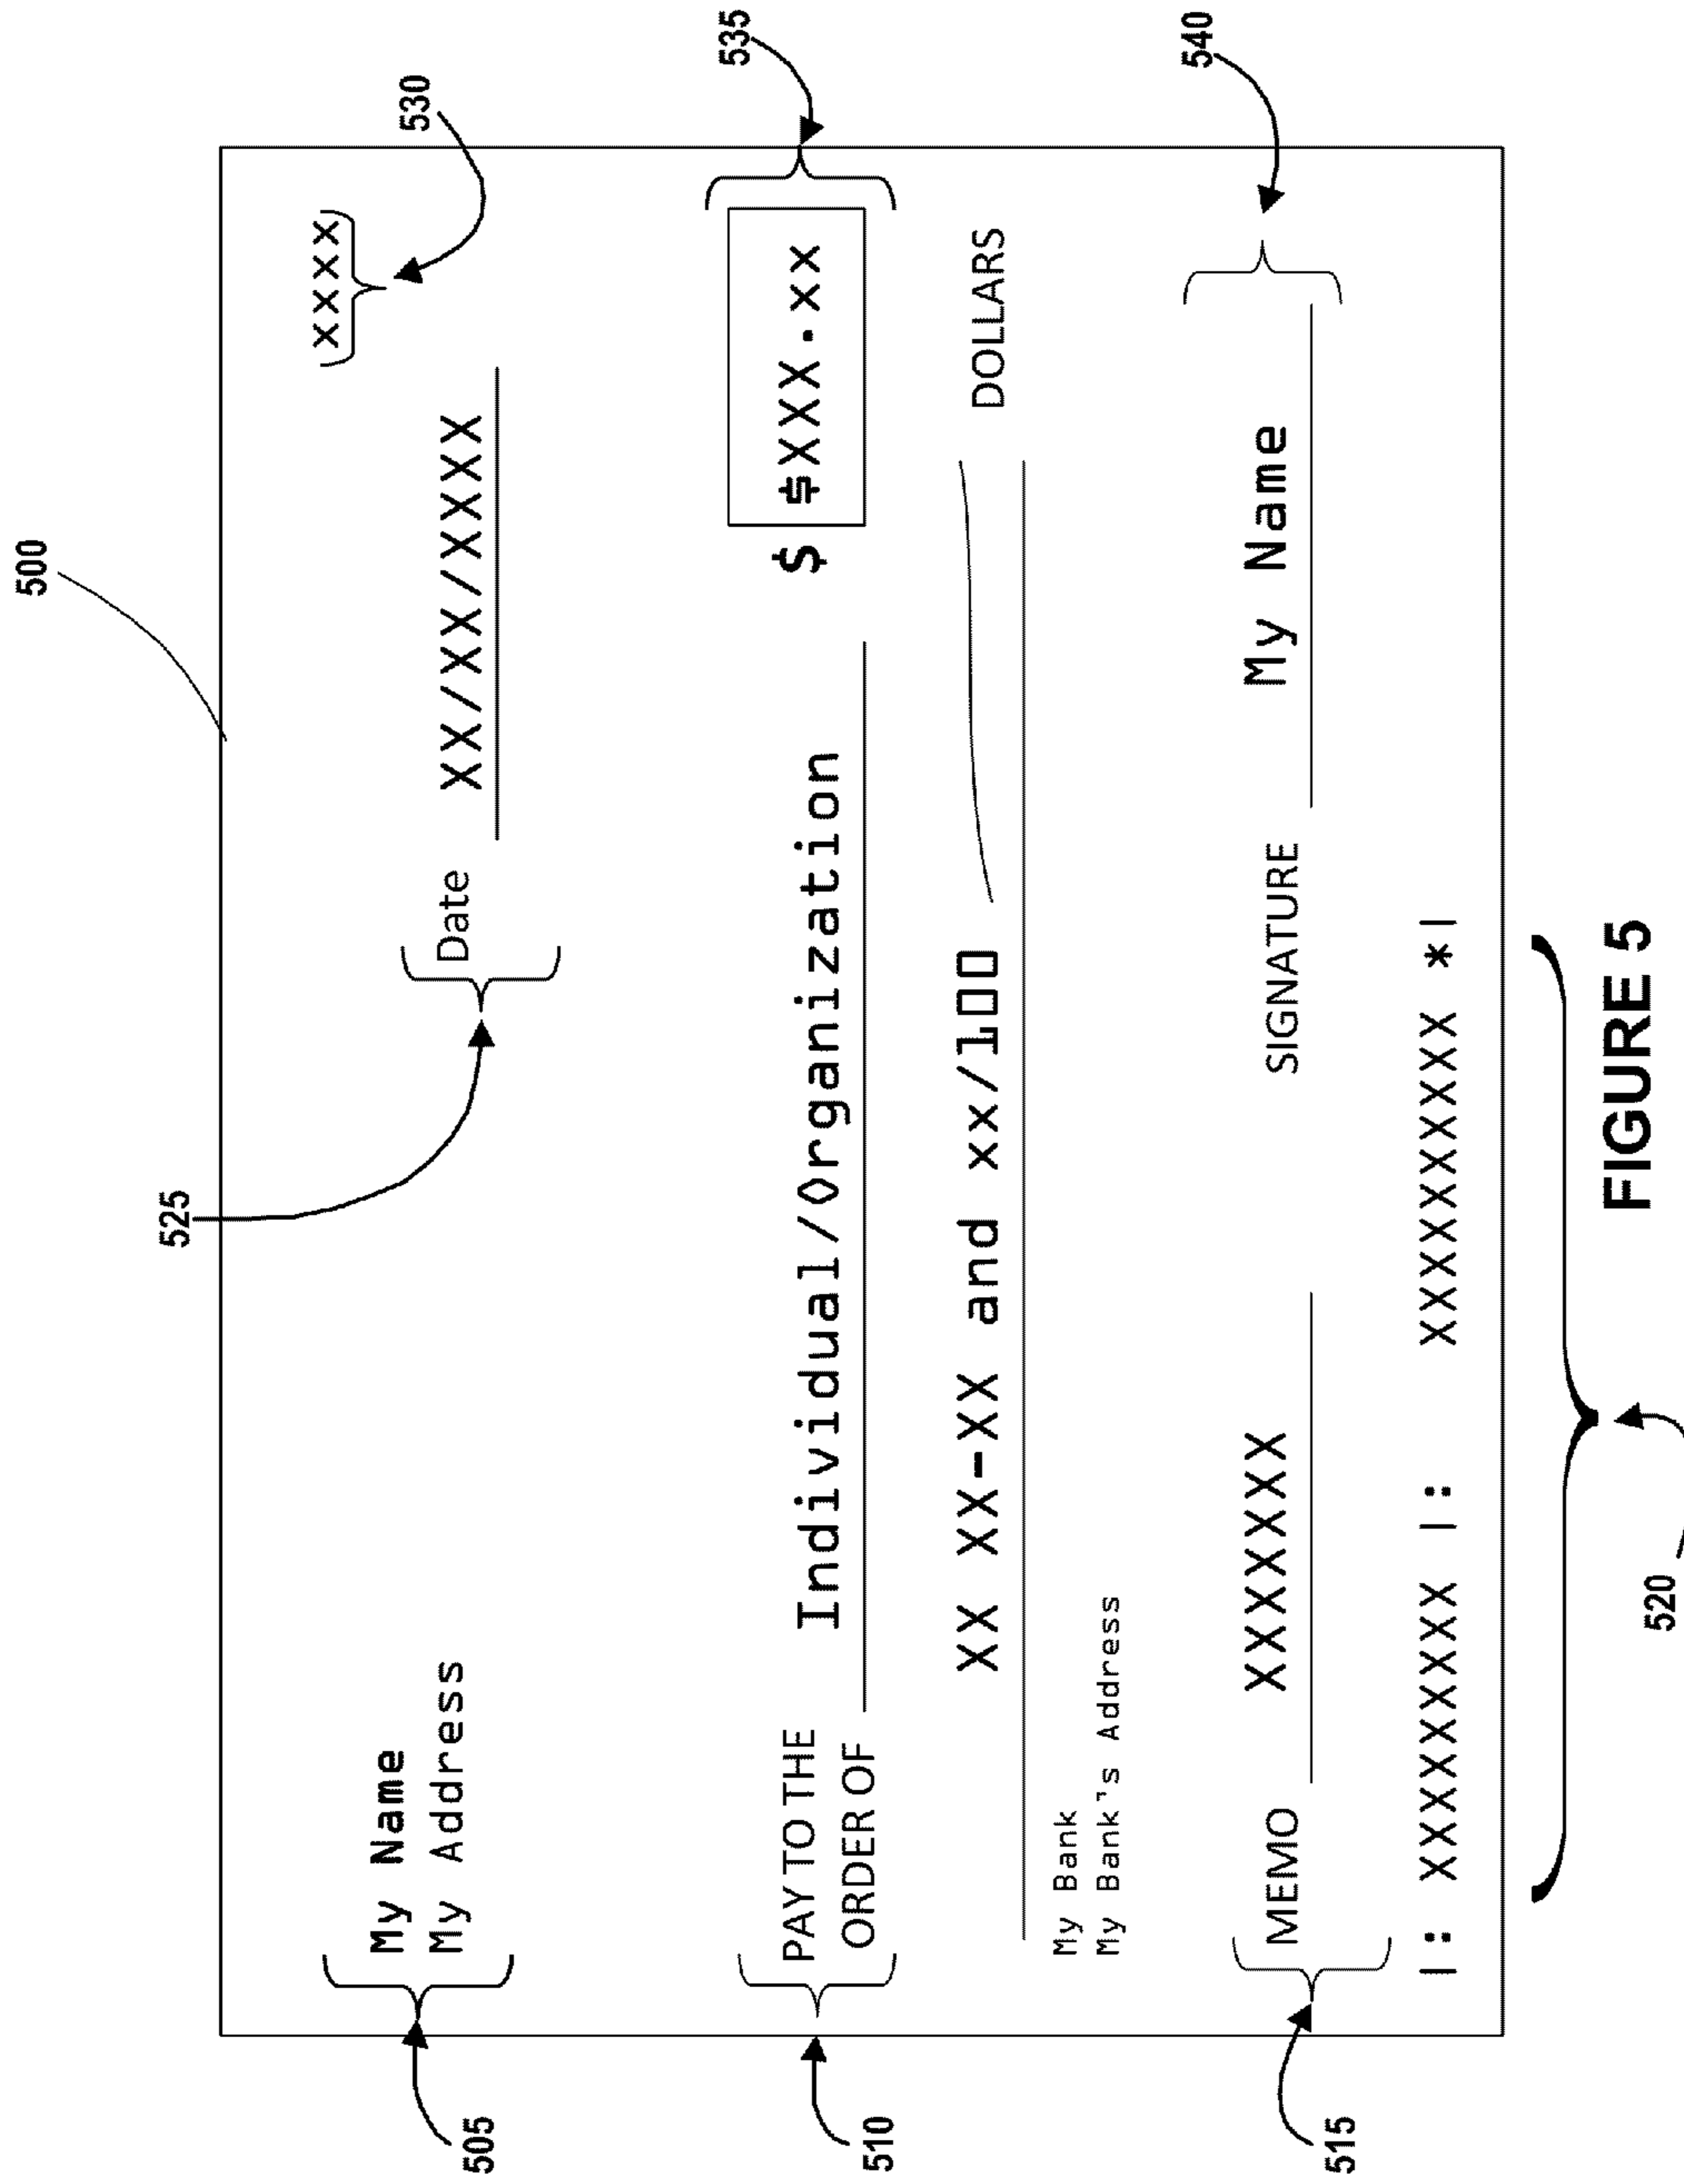 500
525
530
xxxx
505
My Name
My Address
Date XX/XX/XXXX
535
510
PAY TO THE
ORDER OF
Individual/Organization
$ $XXX.xx
XX XX-XX and xx/100
DOLLARS
My Bank
My Bank's Address
540
515
MEMO XXXXXXX
SIGNATURE My Name
|: XXXXXXXXX |: XXXXXXXXXX *|
520
FIGURE 5